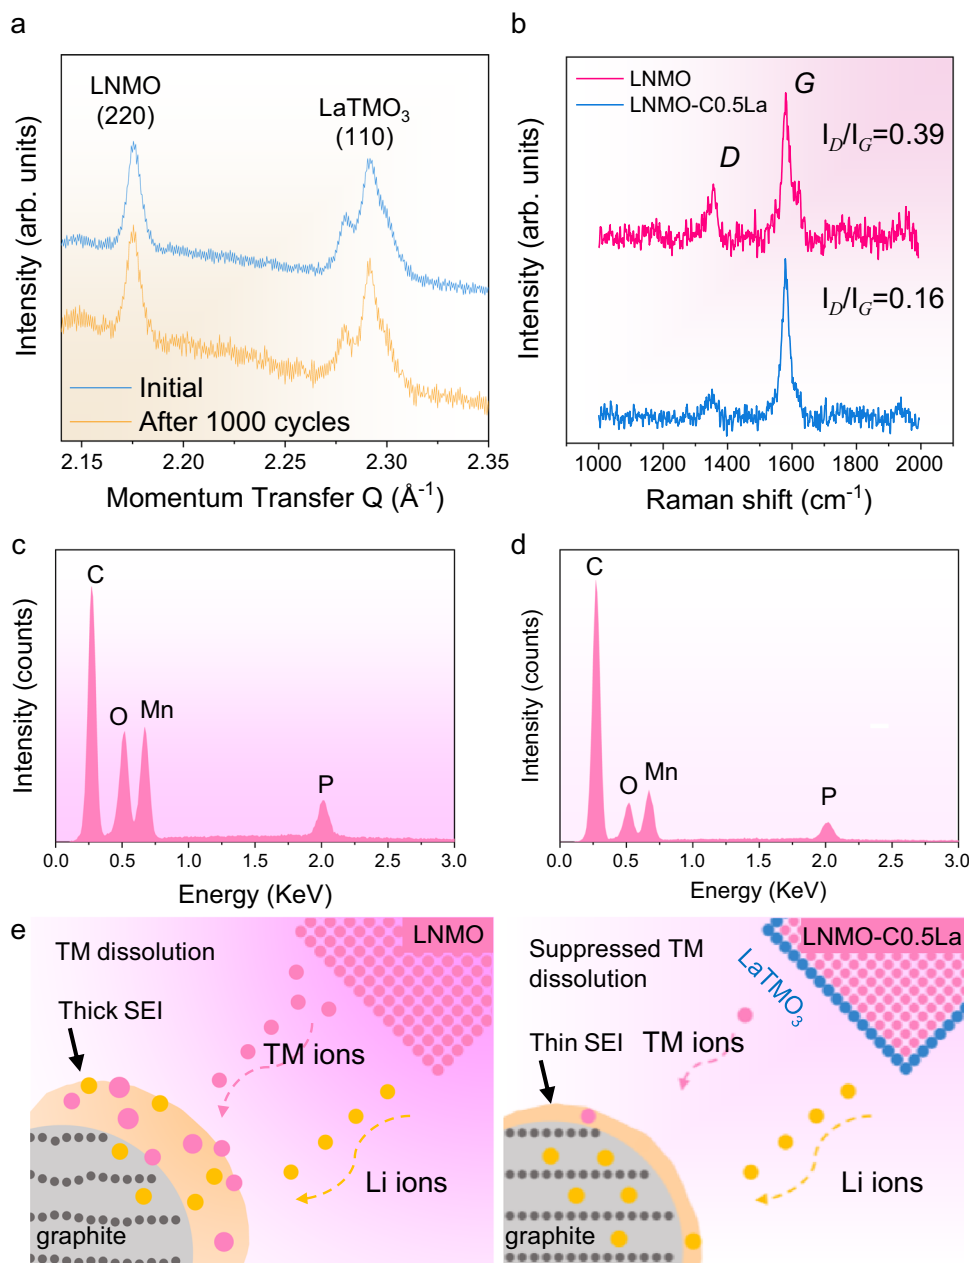 a
LNMO
(220)
LaTMO₃
(110)
Intensity (arb. units)
Initial
After 1000 cycles
2.15 2.20 2.25 2.30 2.35
Momentum Transfer Q (Å⁻¹)
b
LNMO
LNMO-C0.5La
G
D
I_D/I_G=0.39
I_D/I_G=0.16
Intensity (arb. units)
1000 1200 1400 1600 1800 2000
Raman shift (cm⁻¹)
c
C
O
Mn
P
Intensity (counts)
0.0 0.5 1.0 1.5 2.0 2.5 3.0
Energy (KeV)
d
C
O
Mn
P
Intensity (counts)
0.0 0.5 1.0 1.5 2.0 2.5 3.0
Energy (KeV)
e
LNMO
TM dissolution
Thick SEI
TM ions
Li ions
graphite
LNMO-C0.5La
Suppressed TM
dissolution
LaTMO₃
Thin SEI
TM ions
Li ions
graphite